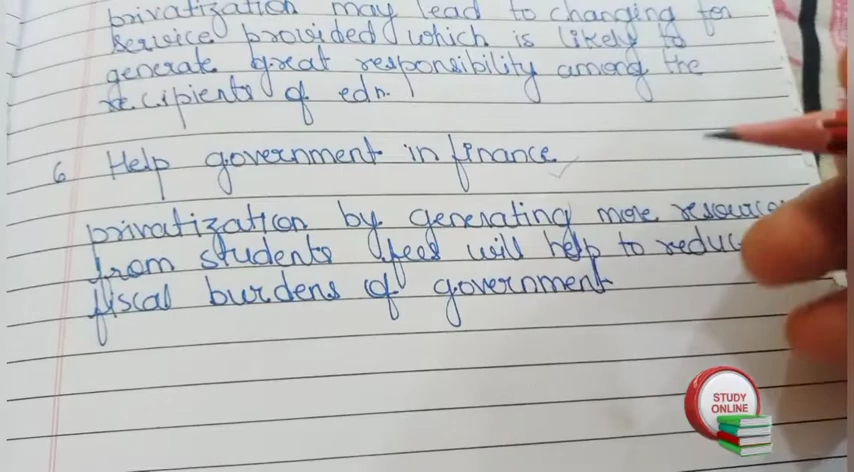 privatization may lead to changing for
service provided which is likely to
generate great responsibility among the
recipients of edn.
6 Help government in finance
privatization by generating more resources
from students fees will help to reduc
fiscal burdens of government
STUDY
ONLINE